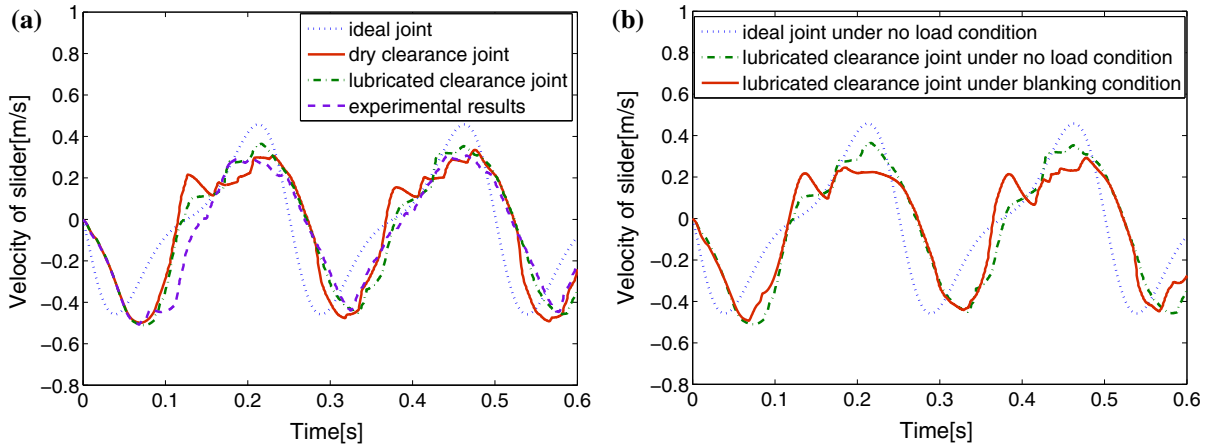 (a)
1
0.8
0.6
0.4
0.2
0
−0.2
−0.4
−0.6
−0.8
0
0.1
0.2
0.3
0.4
0.5
0.6
Velocity of slider[m/s]
Time[s]
ideal joint
dry clearance joint
lubricated clearance joint
experimental results
(b)
1
0.8
0.6
0.4
0.2
0
−0.2
−0.4
−0.6
−0.8
0
0.1
0.2
0.3
0.4
0.5
0.6
Velocity of slider[m/s]
Time[s]
ideal joint under no load condition
lubricated clearance joint under no load condition
lubricated clearance joint under blanking condition